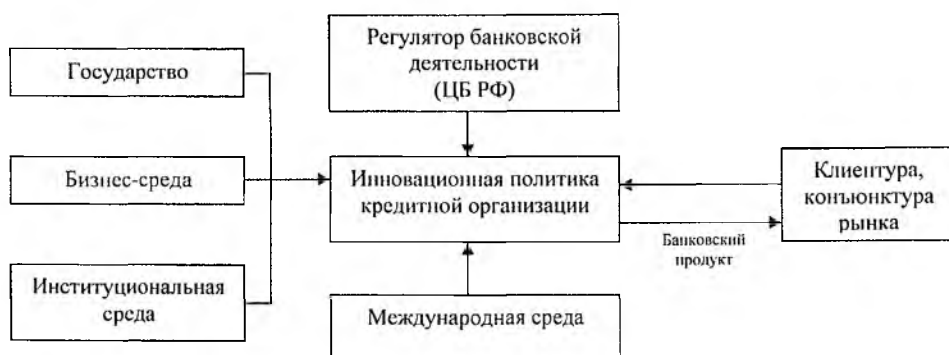 Государство
Бизнес-среда
Институциональная
среда
Регулятор банковской
деятельности
(ЦБ РФ)
Инновационная политика
кредитной организации
Международная среда
Банковский
продукт
Клиентура,
конъюнктура
рынка